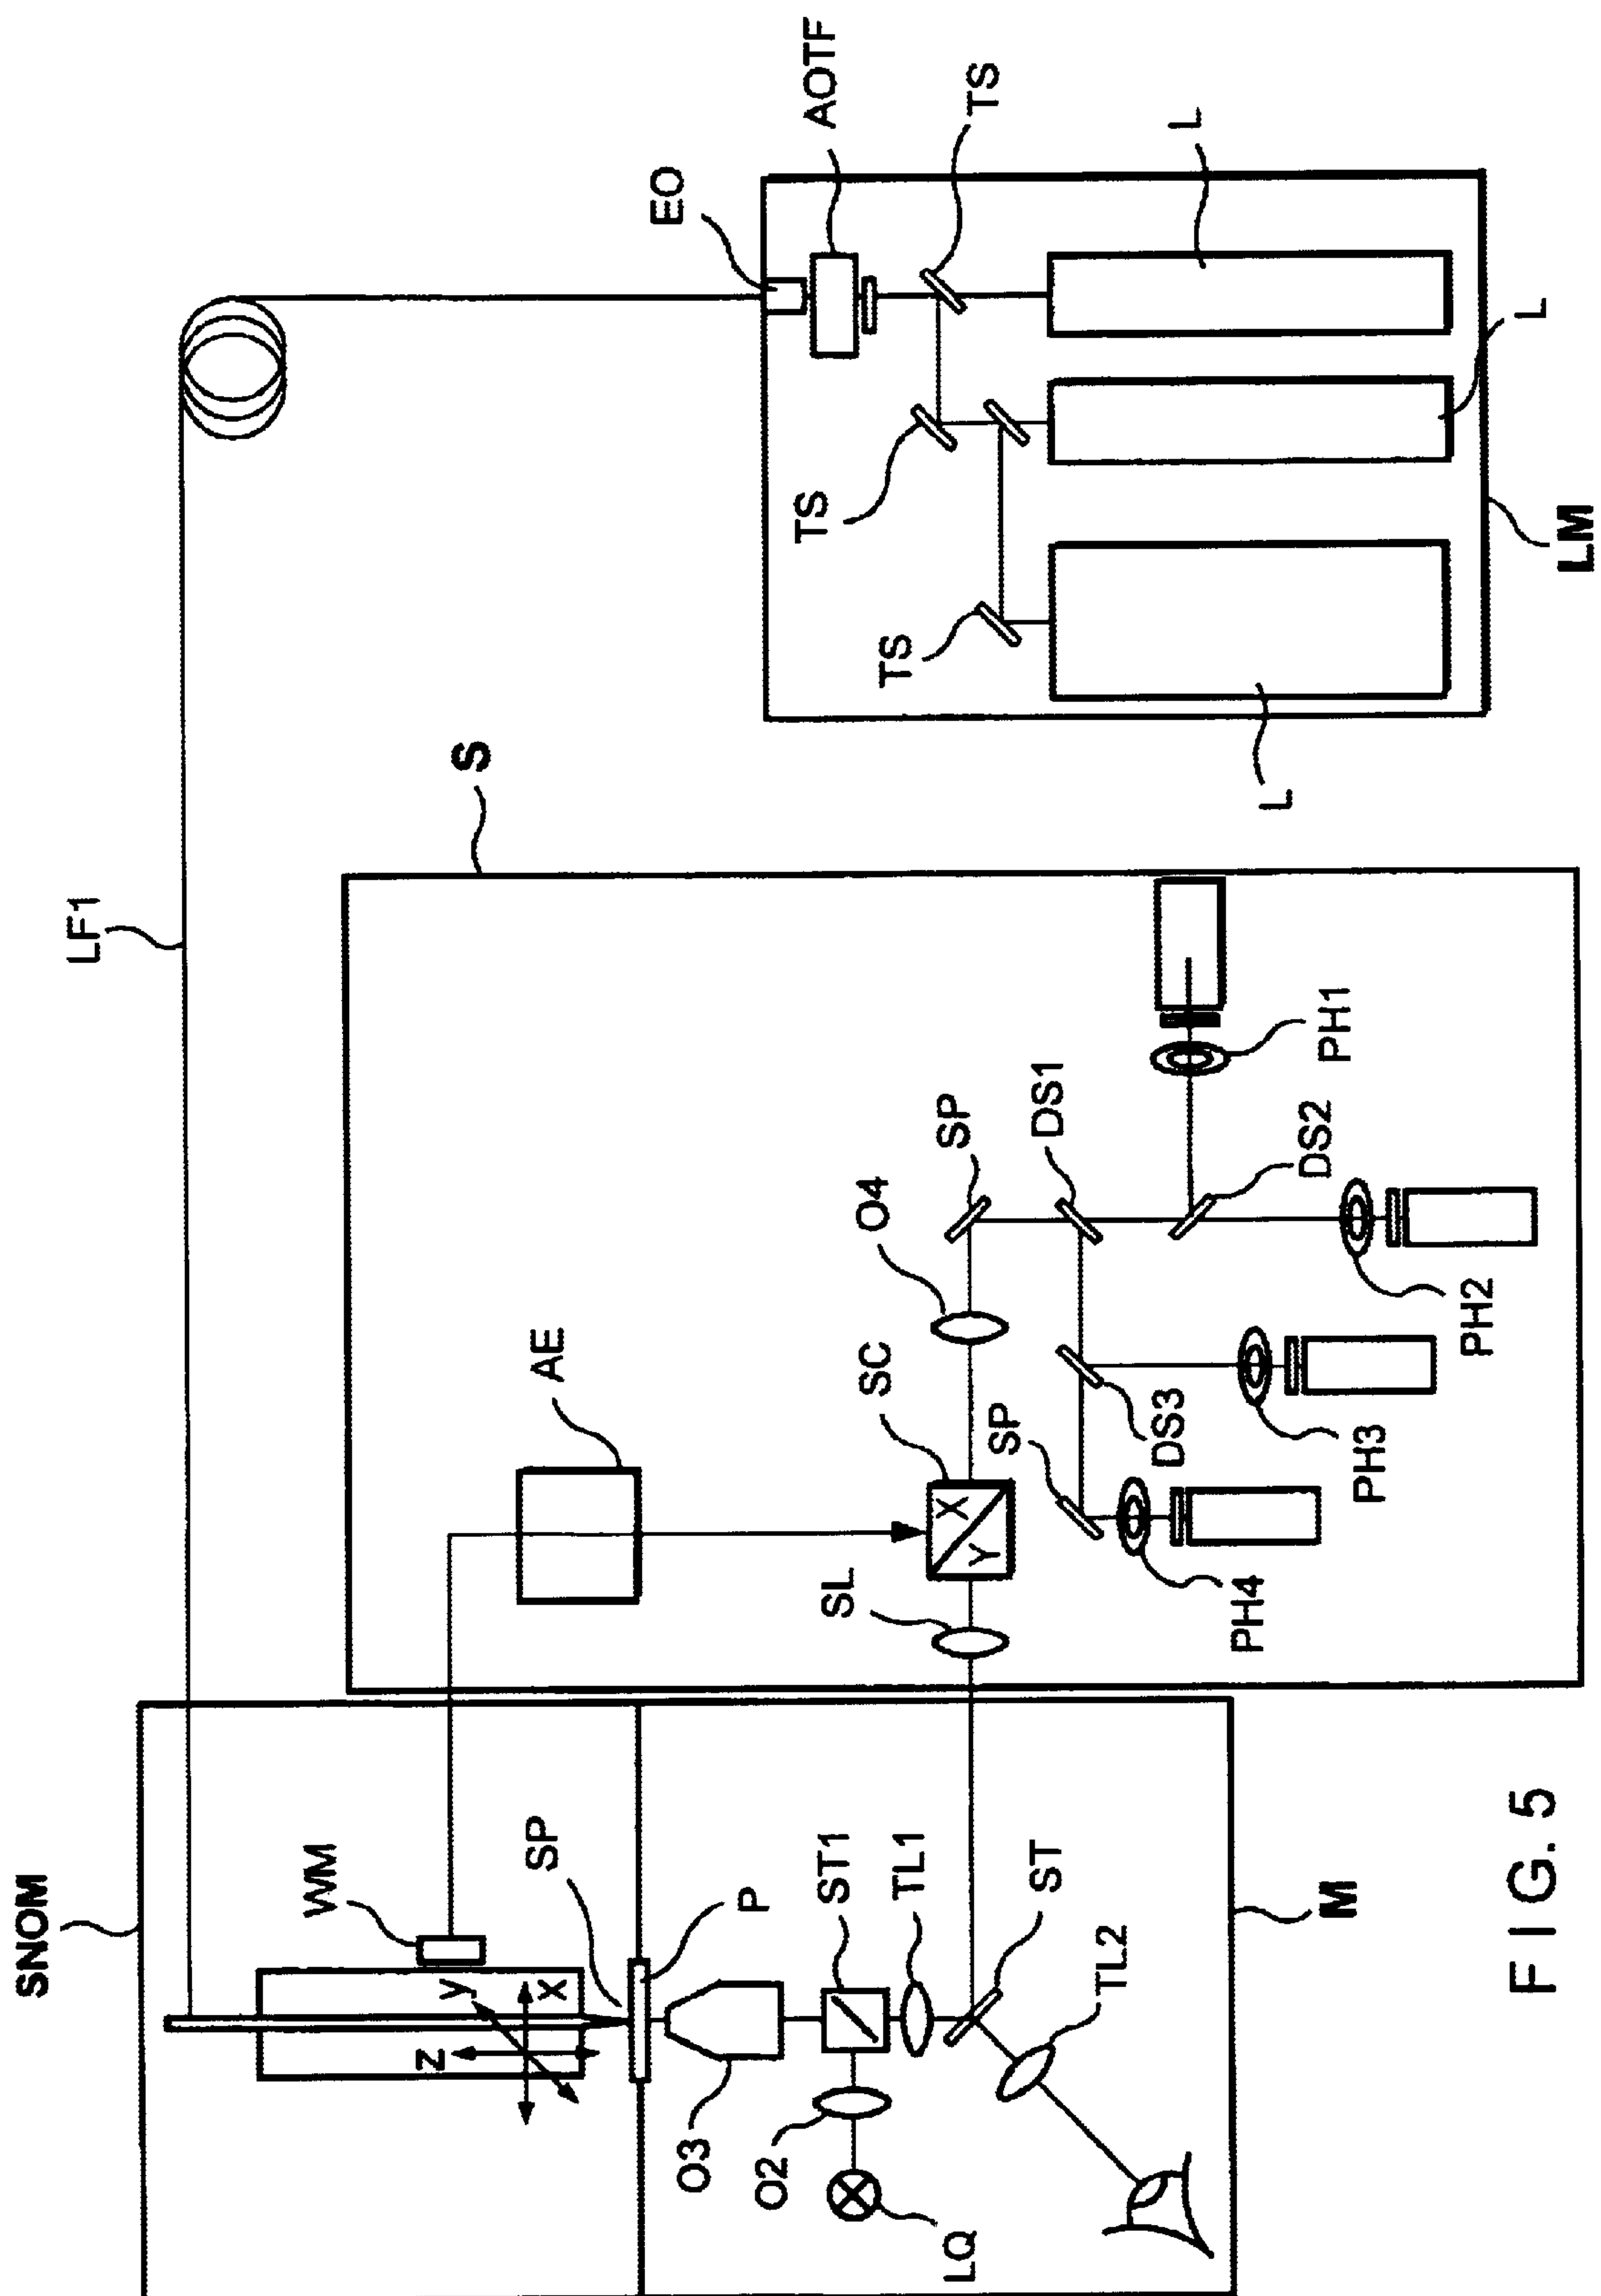 SNOM
LF1
WM
z
y
x
S
SP
AE
EO
O3
P
O2
TS
AOTF
ST1
SL
SC
O4
TS
TL1
LQ
SP
Y X
TS
SP
ST
DS1
TL2
DS3
L
PH4
L
DS2
M
PH1
PH3
PH2
L
FIG. 5
LM